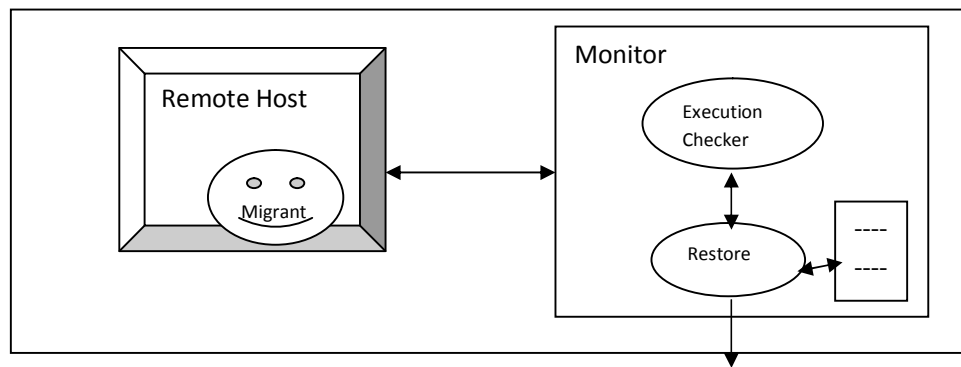 Remote Host
Migrant
Monitor
Execution
Checker
Restore
----
----